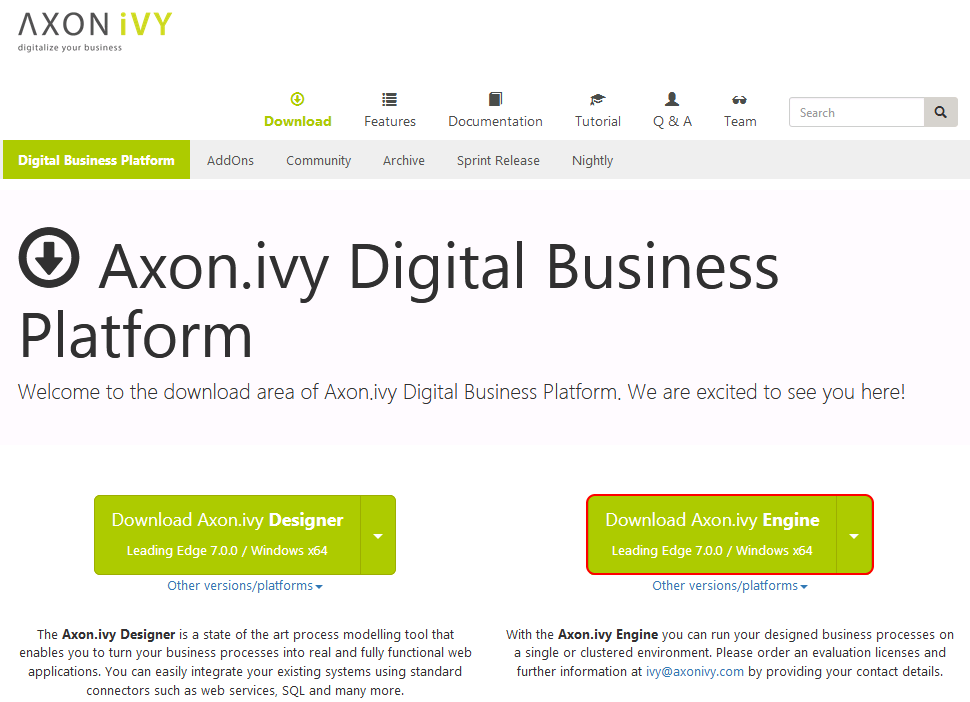 AXON iVY
digitalize your business
Download
Features
Documentation
Tutorial
Q & A
Team
Search
Digital Business Platform
AddOns
Community
Archive
Sprint Release
Nightly
Axon.ivy Digital Business
Platform
Welcome to the download area of Axon.ivy Digital Business Platform. We are excited to see you here!
Download Axon.ivy Designer
Leading Edge 7.0.0 / Windows x64
Other versions/platforms
The Axon.ivy Designer is a state of the art process modelling tool that
enables you to turn your business processes into real and fully functional web
applications. You can easily integrate your existing systems using standard
connectors such as web services, SQL and many more.
Download Axon.ivy Engine
Leading Edge 7.0.0 / Windows x64
Other versions/platforms
With the Axon.ivy Engine you can run your designed business processes on
a single or clustered environment. Please order an evaluation licenses and
further information at ivy@axonivy.com by providing your contact details.